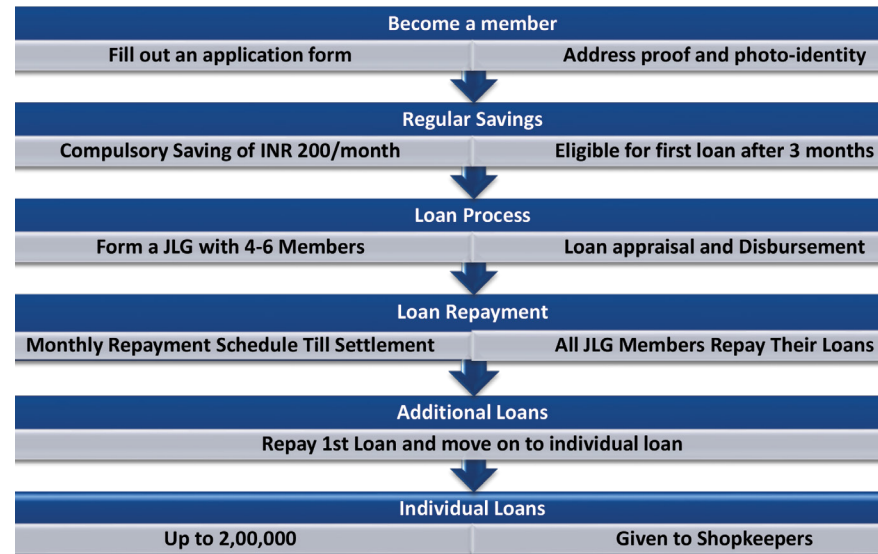 Become a member
Fill out an application form
Address proof and photo-identity
Regular Savings
Compulsory Saving of INR 200/month
Eligible for first loan after 3 months
Loan Process
Form a JLG with 4-6 Members
Loan appraisal and Disbursement
Loan Repayment
Monthly Repayment Schedule Till Settlement
All JLG Members Repay Their Loans
Additional Loans
Repay 1st Loan and move on to individual loan
Individual Loans
Up to 2,00,000
Given to Shopkeepers